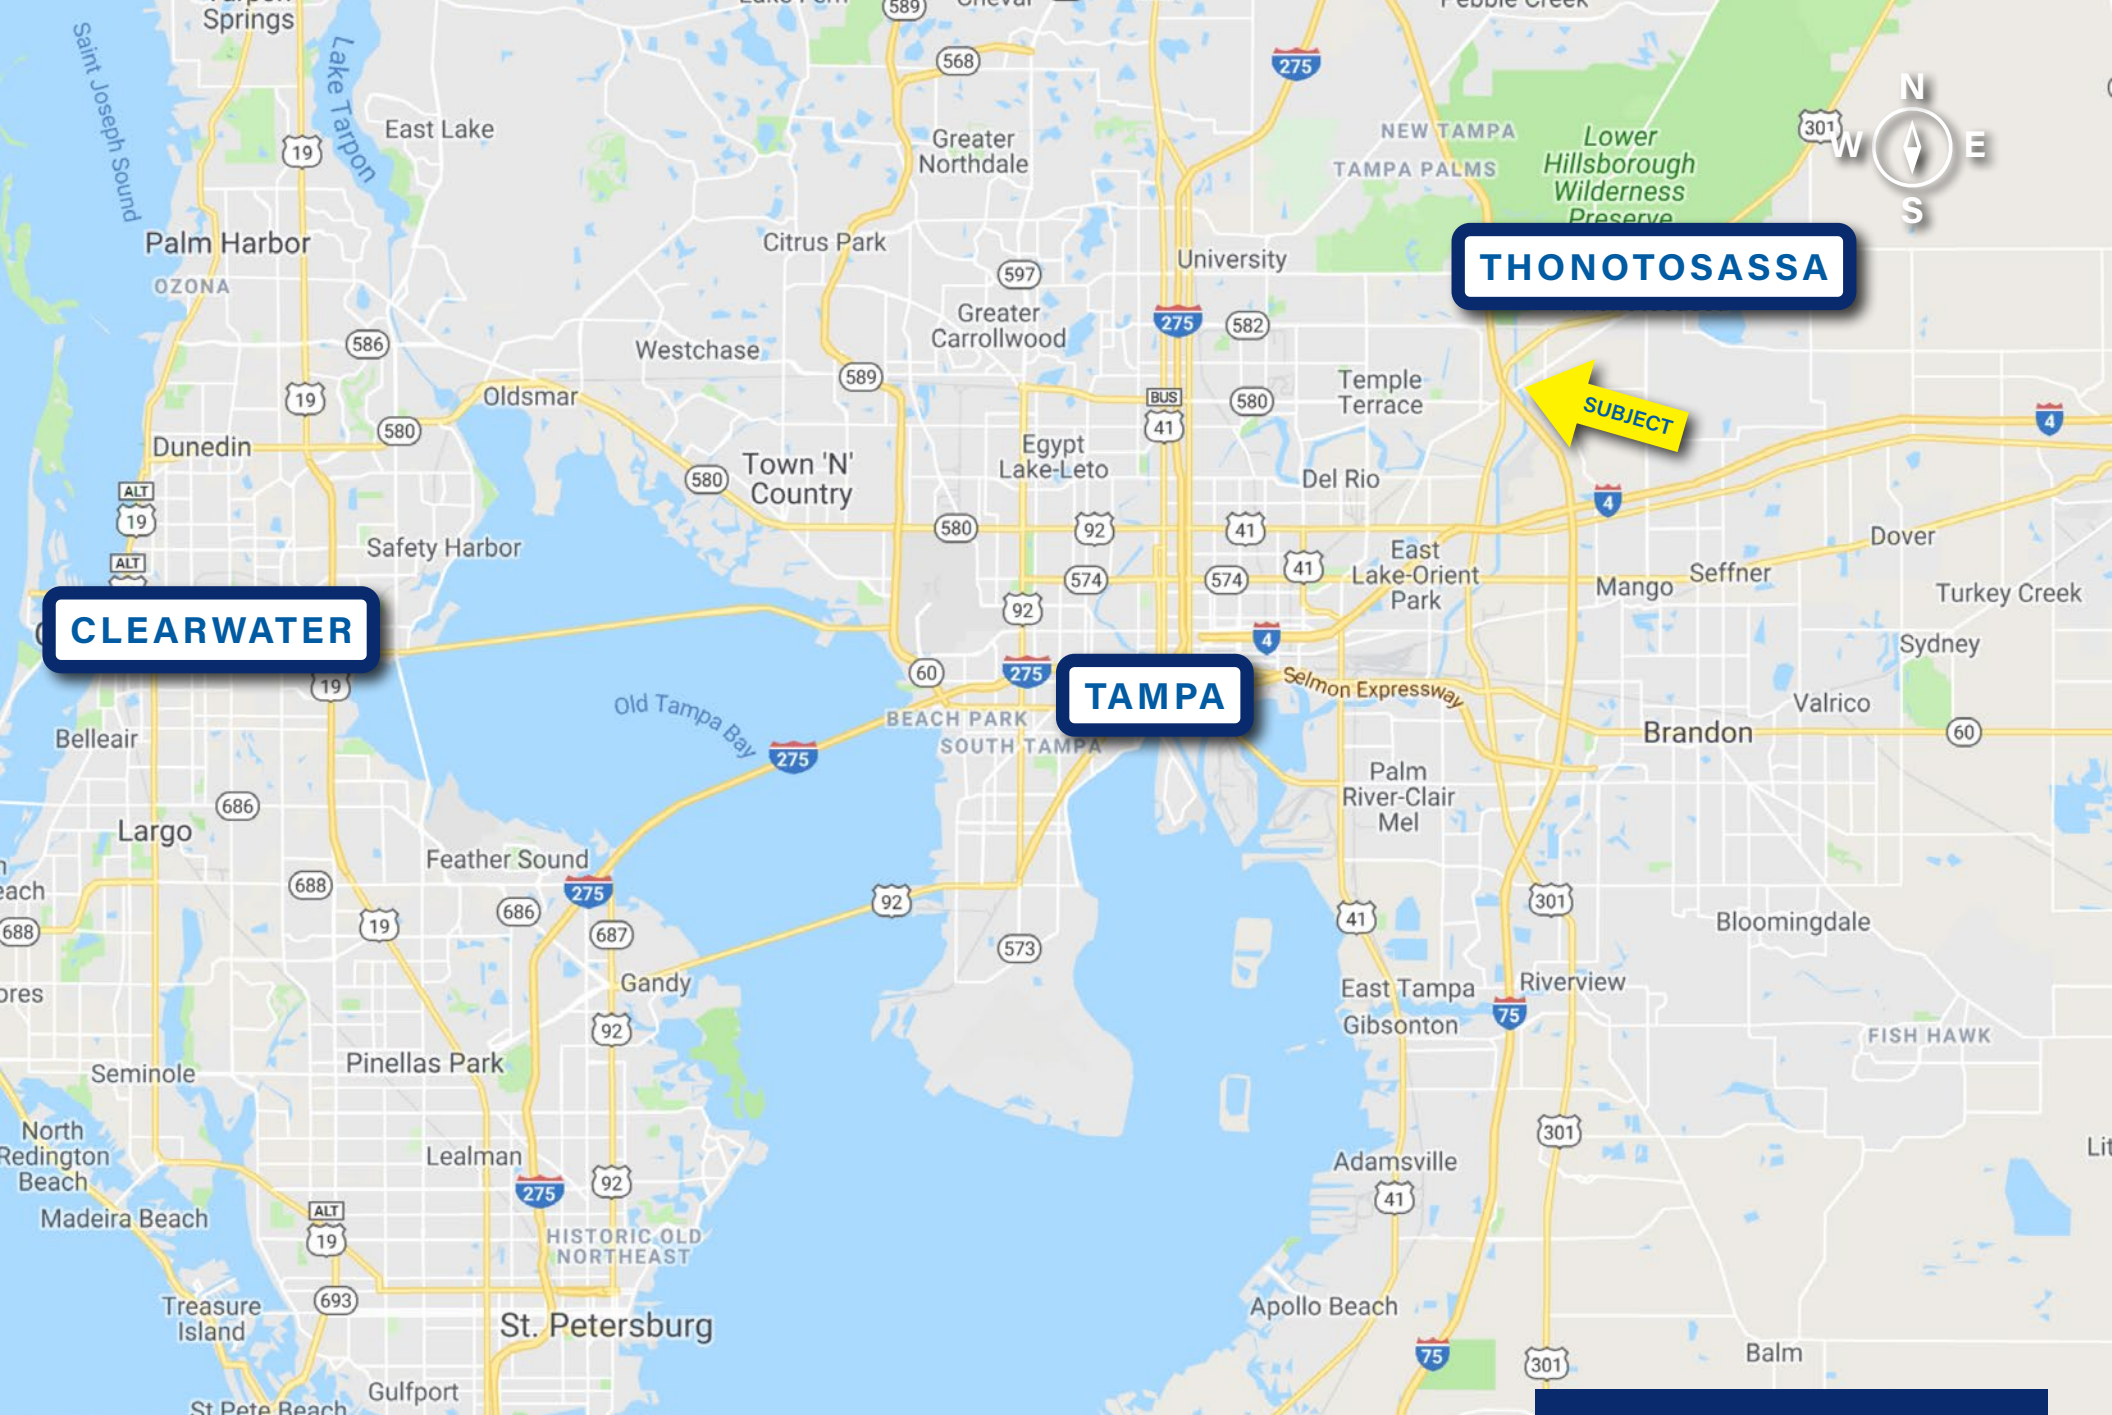 Springs
Saint Joseph Sound
Lake Tarpon
East Lake
19
589
568
275
Greater
Northdale
NEW TAMPA
TAMPA PALMS
Lower
Hillsborough
Wilderness
Preserve
301
N
W
E
S
Palm Harbor
OZONA
Citrus Park
597
University
THONOTOSASSA
Greater
Carrollwood
275
582
586
Westchase
589
19
Oldsmar
580
Dunedin
BUS
41
580
Temple
Terrace
SUBJECT
4
Egypt
Lake-Leto
Town 'N'
Country
580
Del Rio
4
ALT
19
580
92
41
Dover
Safety Harbor
ALT
574
574
41
East
Lake-Orient
Park
Mango
Seffner
Turkey Creek
92
CLEARWATER
4
Sydney
19
60
275
TAMPA
Selmon Expressway
Old Tampa Bay
BEACH PARK
SOUTH TAMPA
Valrico
Belleair
275
Brandon
60
686
Palm
River-Clair
Mel
Largo
Feather Sound
688
275
686
92
301
each
688
19
687
573
41
Bloomingdale
Gandy
East Tampa
Riverview
ores
92
Gibsonton
75
FISH HAWK
Pinellas Park
Seminole
North
Redington
Beach
Lealman
301
Lit
Adamsville
275
92
41
Madeira Beach
ALT
19
HISTORIC OLD
NORTHEAST
Treasure
Island
693
St. Petersburg
Apollo Beach
75
301
Balm
Gulfport
St Pete Beach